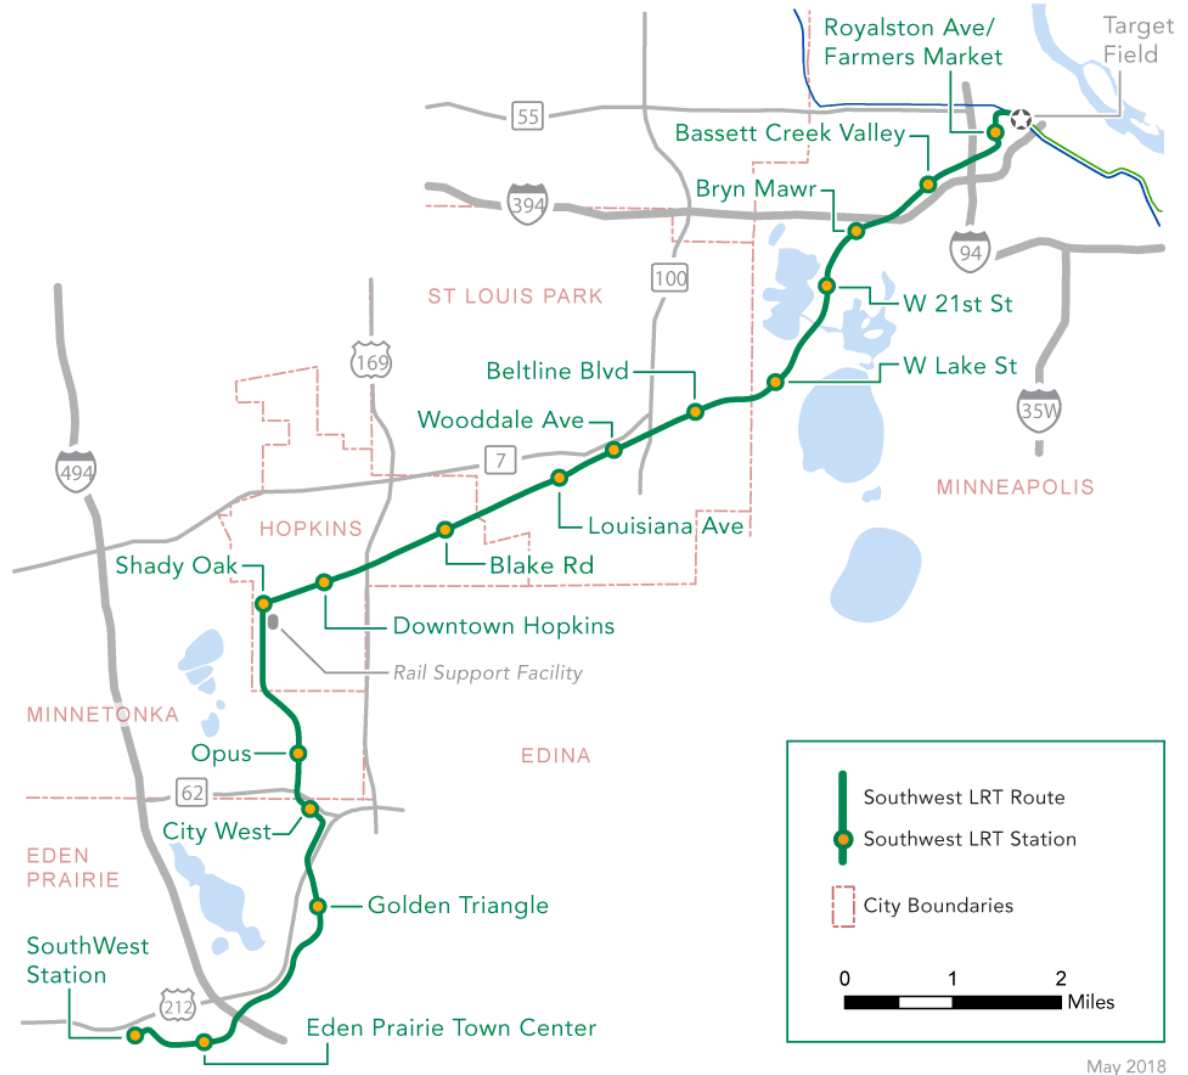 Royalston Ave/
Farmers Market
Target
Field
55
Bassett Creek Valley
Bryn Mawr
394
94
100
ST LOUIS PARK
W 21st St
169
Beltline Blvd
W Lake St
Wooddale Ave
35W
7
494
MINNEAPOLIS
HOPKINS
Louisiana Ave
Shady Oak
Blake Rd
Downtown Hopkins
Rail Support Facility
MINNETONKA
Opus
EDINA
62
City West
EDEN
PRAIRIE
Golden Triangle
SouthWest
Station
212
Eden Prairie Town Center
Southwest LRT Route
Southwest LRT Station
City Boundaries
0 1 2
Miles
May 2018